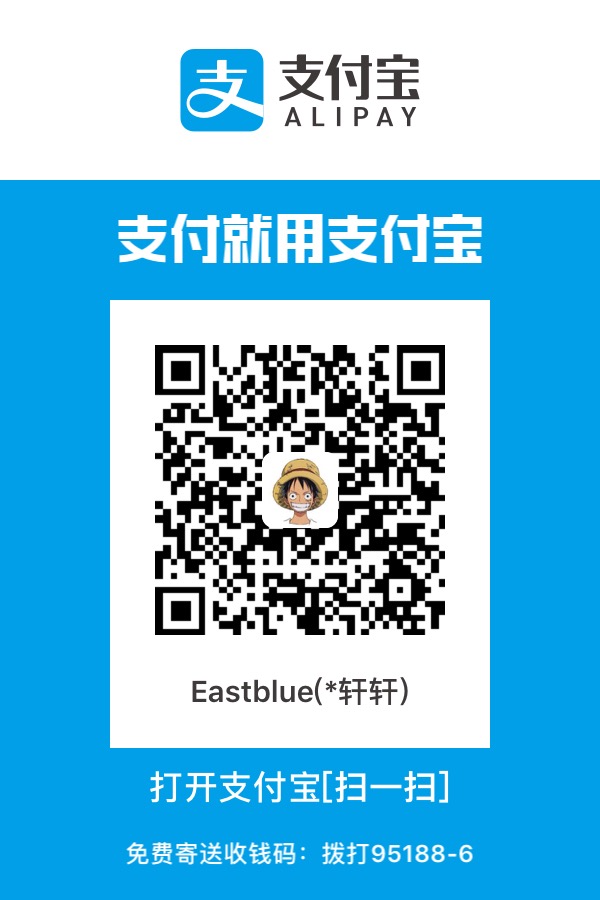 支
支付宝
ALIPAY
支付就用支付宝
Eastblue(*轩轩)
打开支付宝[扫一扫]
免费寄送收钱码：拨打95188-6